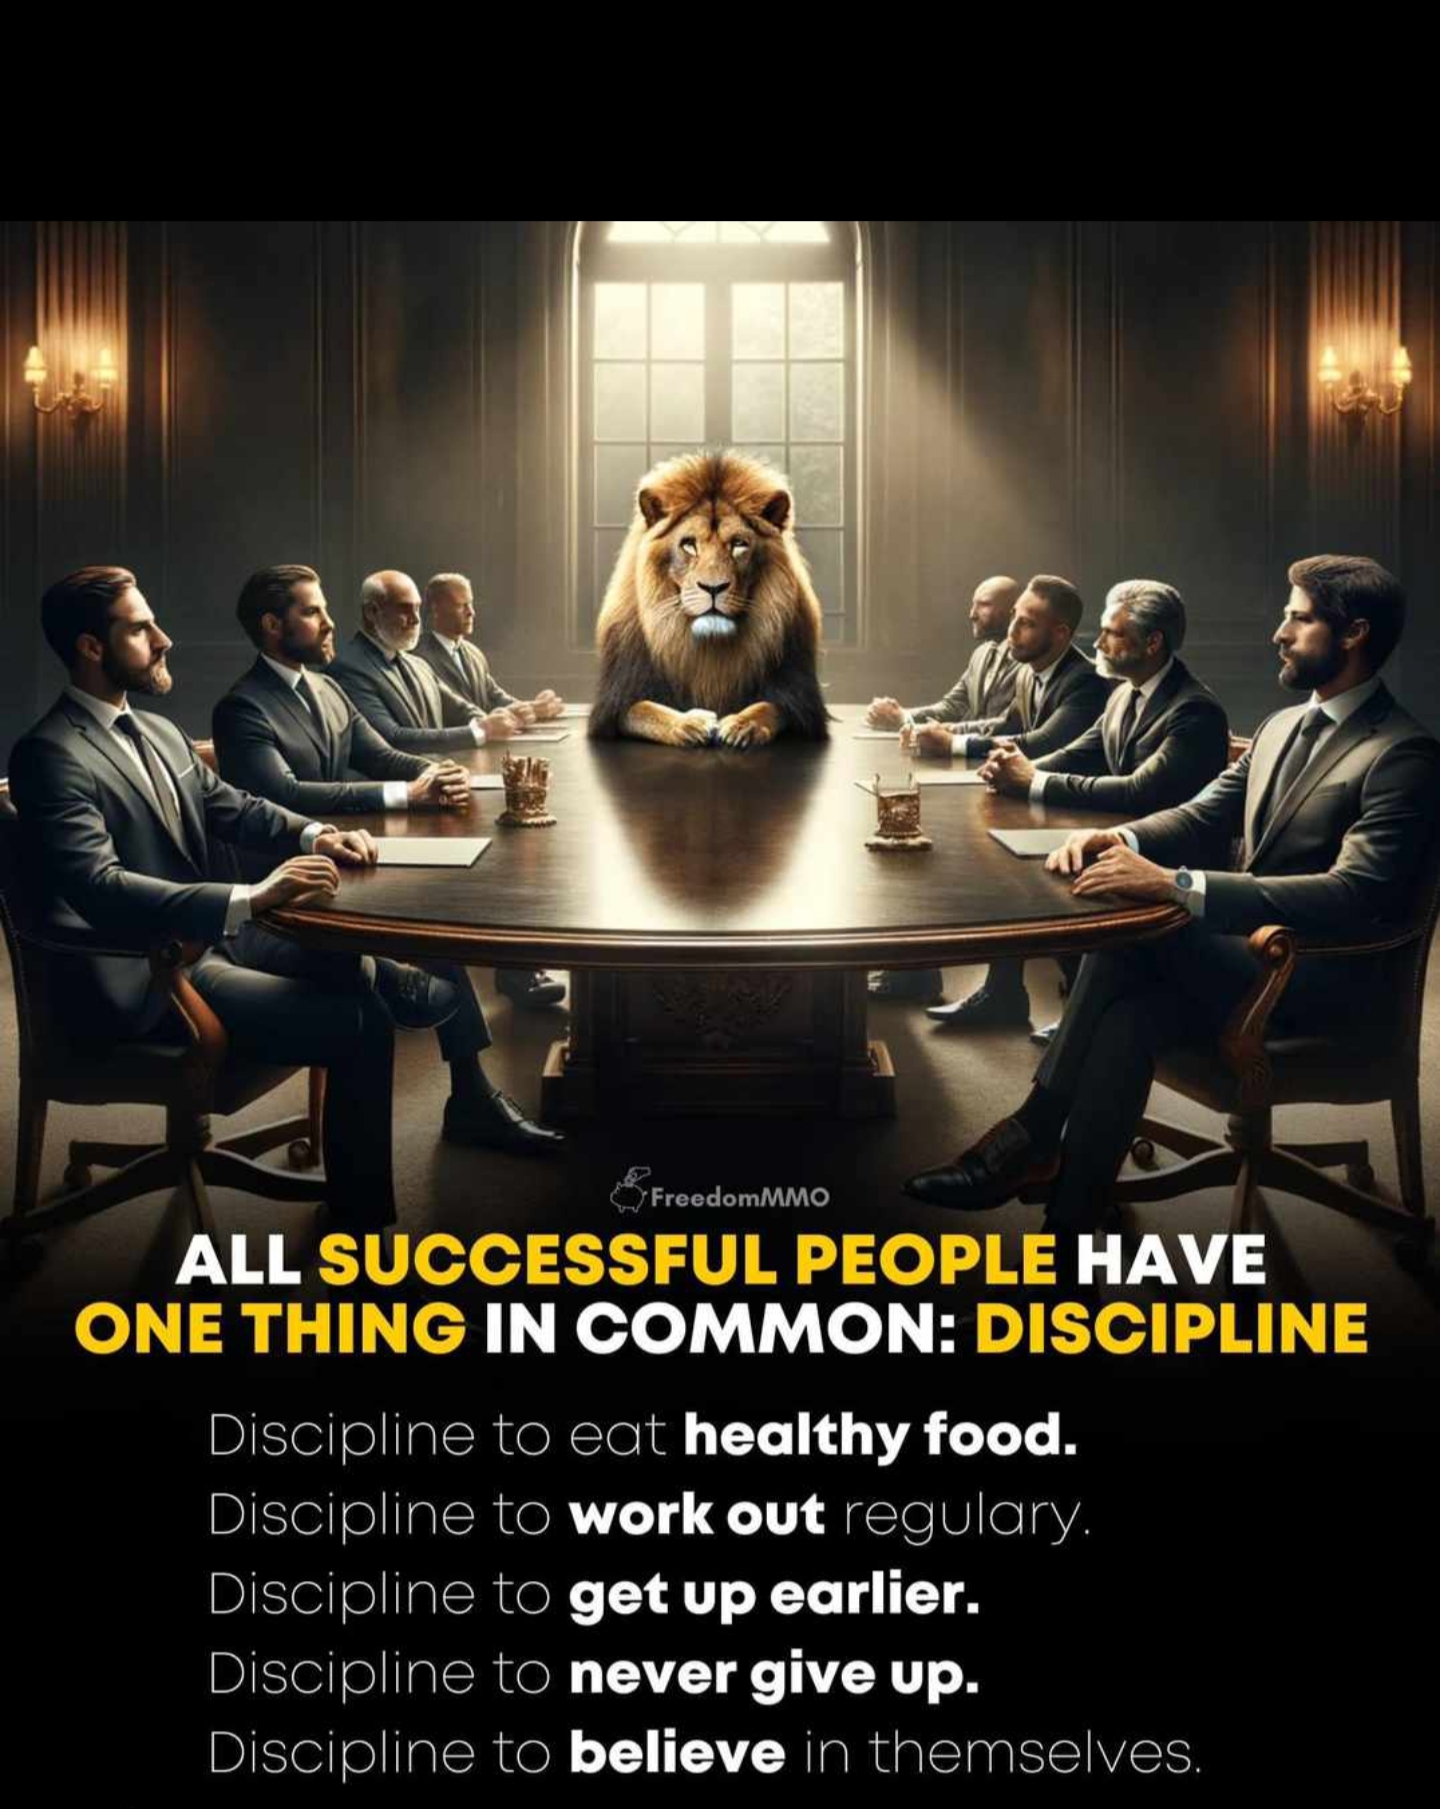 FreedomMMO
ALL SUCCESSFUL PEOPLE HAVE
ONE THING IN COMMON: DISCIPLINE
Discipline to eat healthy food.
Discipline to work out regulary.
Discipline to get up earlier.
Discipline to never give up.
Discipline to believe in themselves.